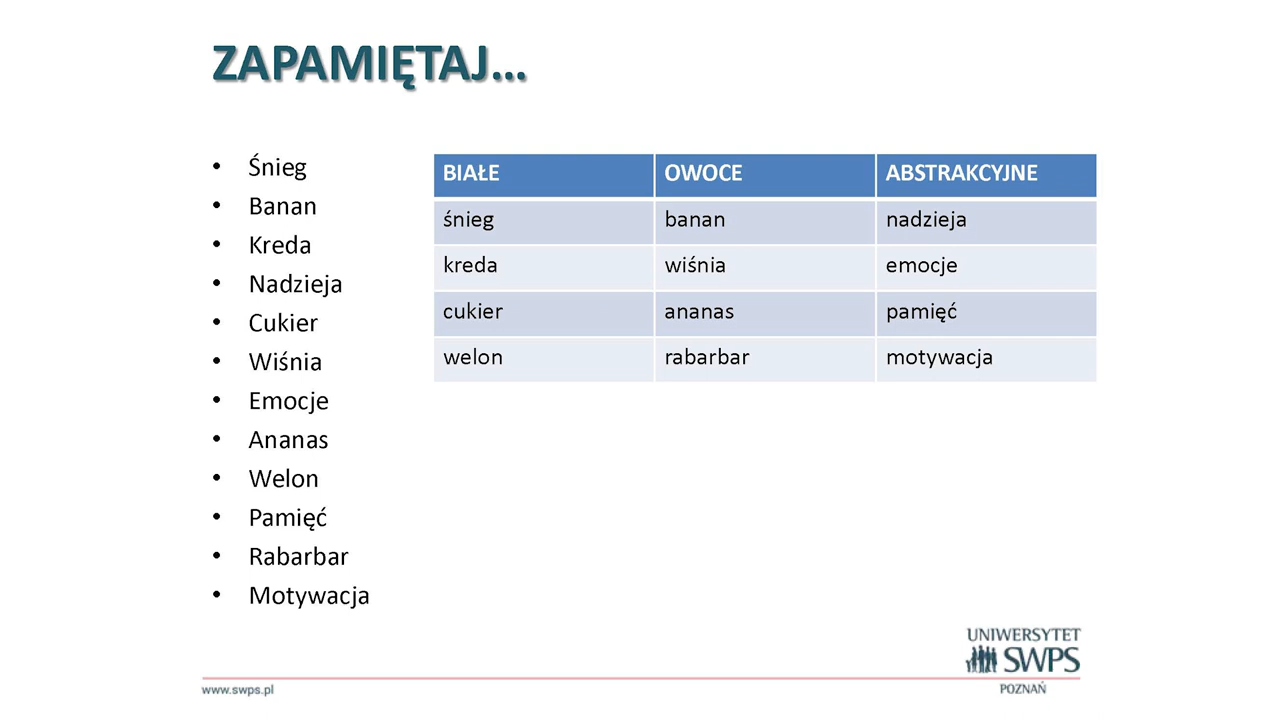 ZAPAMIĘTAJ...
• Śnieg
• Banan
• Kreda
• Nadzieja
• Cukier
• Wiśnia
• Emocje
• Ananas
• Welon
• Pamięć
• Rabarbar
• Motywacja
BIAŁE OWOCE ABSTRAKCYJNE
śnieg banan nadzieja
kreda wiśnia emocje
cukier ananas pamięć
welon rabarbar motywacja
UNIWERSYTET
SWPS
POZNAŃ
www.swps.pl